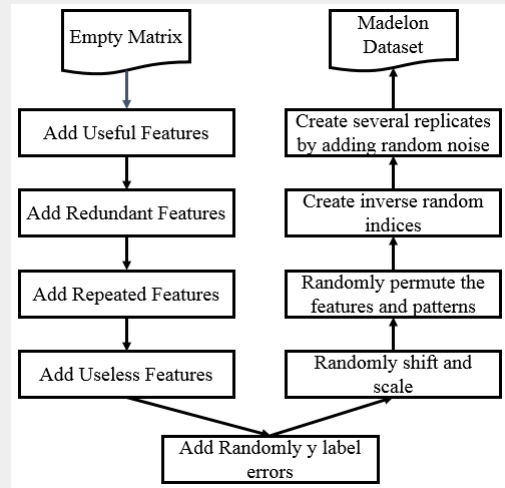 Empty Matrix
Add Useful Features
Add Redundant Features
Add Repeated Features
Add Useless Features
Add Randomly y label
errors
Randomly shift and
scale
Randomly permute the
features and patterns
Create inverse random
indices
Create several replicates
by adding random noise
Madelon
Dataset